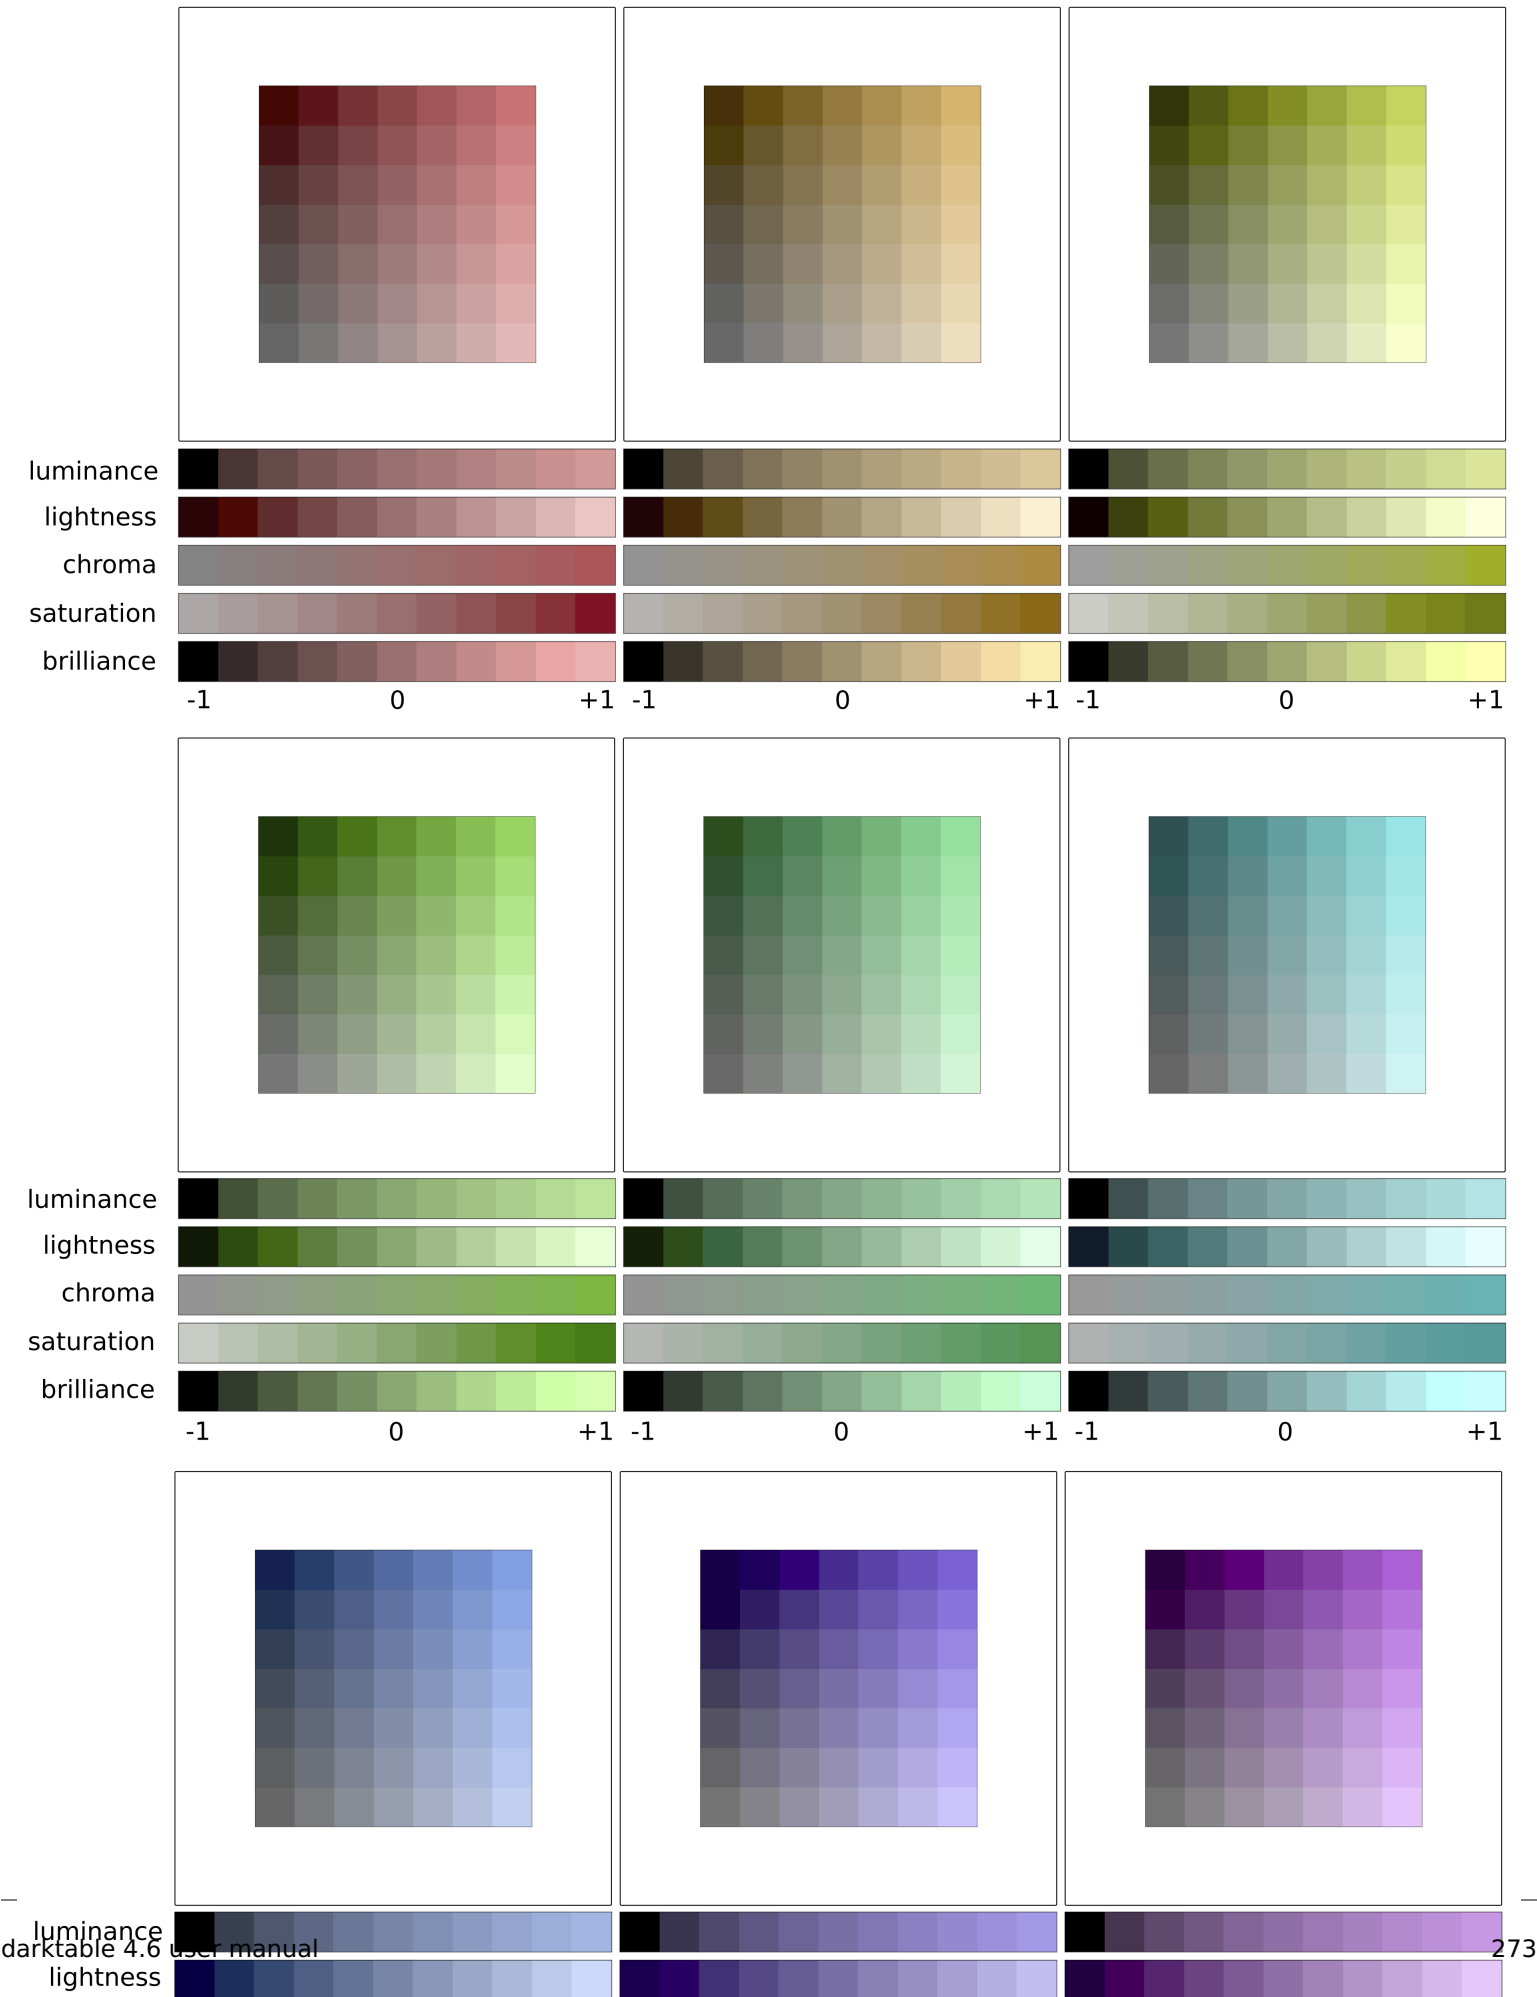 luminance
lightness
chroma
saturation
brilliance
-1 0 +1 -1 0 +1 -1 0 +1
luminance
lightness
chroma
saturation
brilliance
-1 0 +1 -1 0 +1 -1 0 +1
luminance
darktable 4.6 user manual 273
lightness